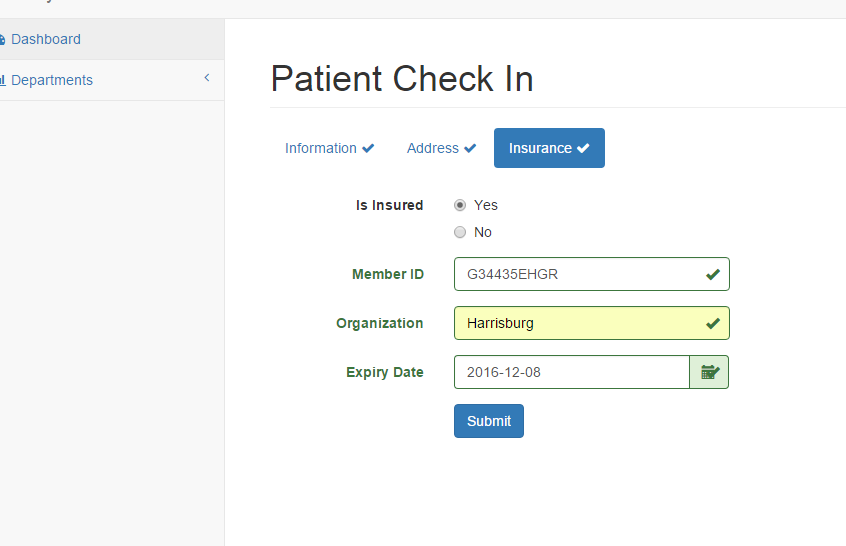 Dashboard
Departments
Patient Check In
Information
Address
Insurance
Is Insured
Yes
No
Member ID
G34435EHGR
Organization
Harrisburg
Expiry Date
2016-12-08
Submit